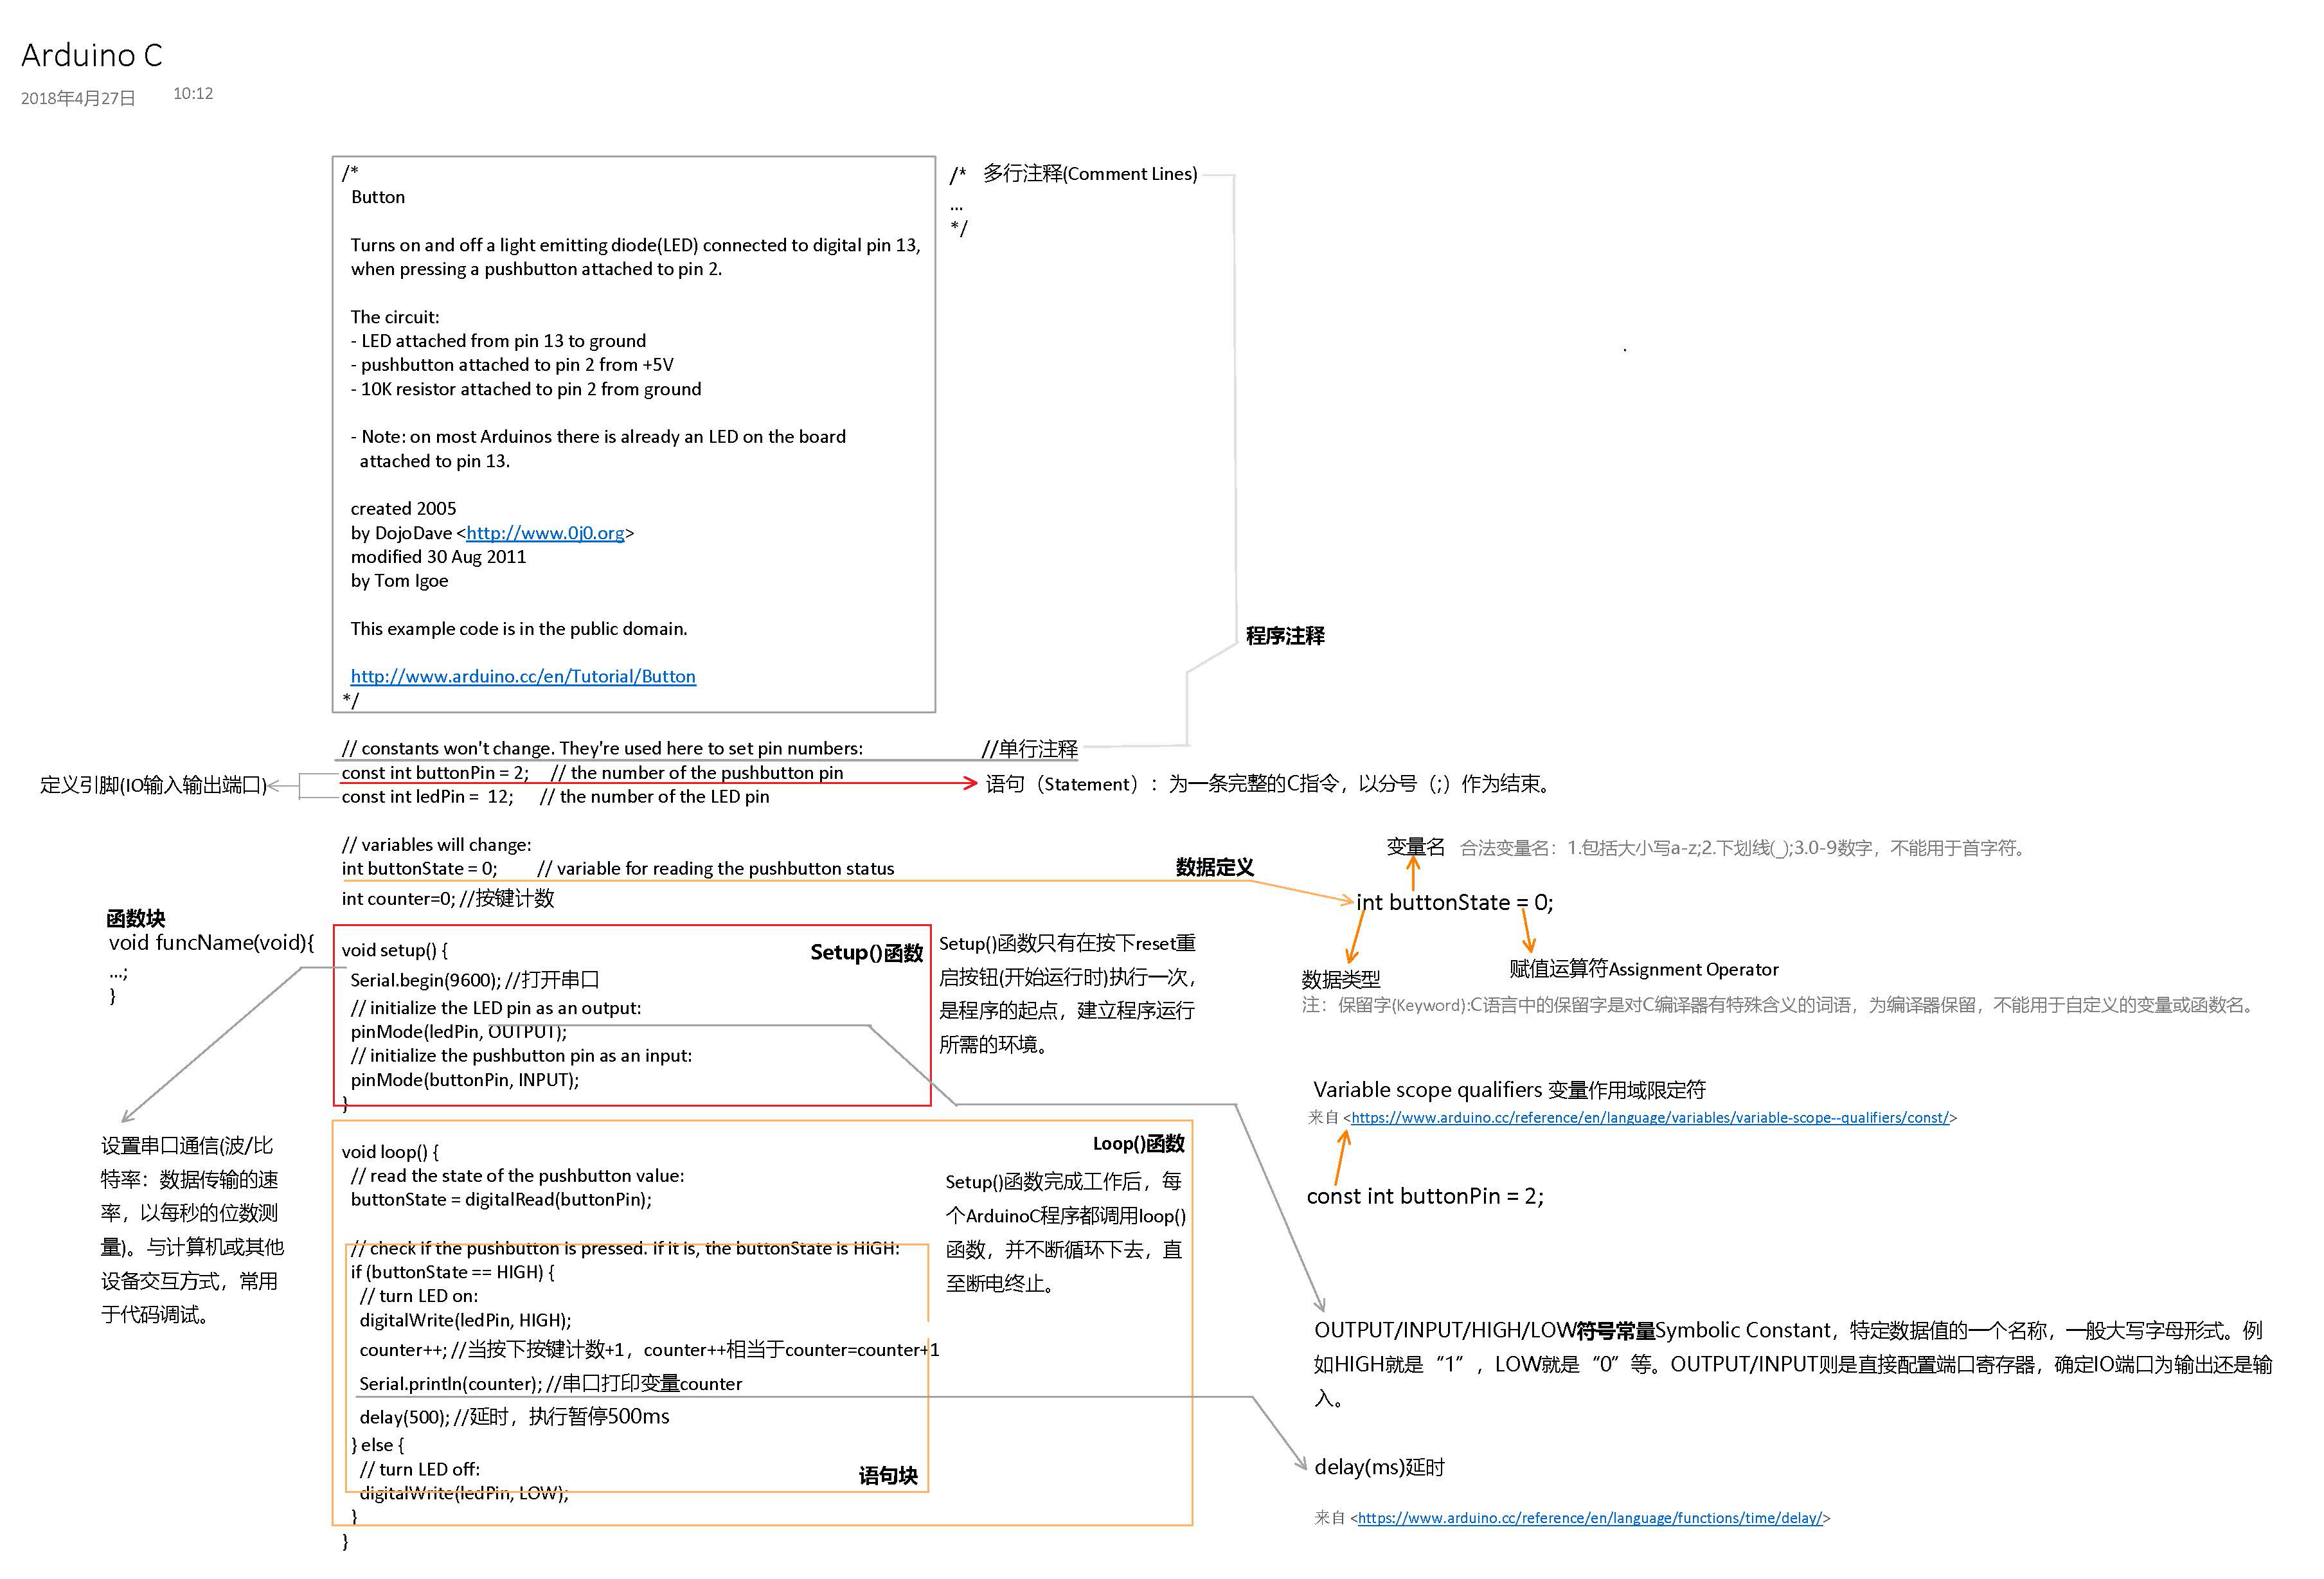 Arduino C
2018年4月27日
10:12
/*
Button
Turns on and off a light emitting diode(LED) connected to digital pin 13,
when pressing a pushbutton attached to pin 2.
The circuit:
- LED attached from pin 13 to ground
- pushbutton attached to pin 2 from +5V
- 10K resistor attached to pin 2 from ground
- Note: on most Arduinos there is already an LED on the board
attached to pin 13.
created 2005
by DojoDave <http://www.0j0.org>
modified 30 Aug 2011
by Tom Igoe
This example code is in the public domain.
http://www.arduino.cc/en/Tutorial/Button
*/
/* 多行注释(Comment Lines)
...
*/
程序注释
// constants won't change. They're used here to set pin numbers:
//单行注释
定义引脚(IO输入输出端口)
const int buttonPin = 2; // the number of the pushbutton pin
const int ledPin = 12; // the number of the LED pin
语句（Statement）：为一条完整的C指令，以分号（;）作为结束。
// variables will change:
int buttonState = 0; // variable for reading the pushbutton status
int counter=0; //按键计数
数据定义
变量名
合法变量名：1.包括大小写a-z;2.下划线(_);3.0-9数字，不能用于首字符。
int buttonState = 0;
数据类型
赋值运算符Assignment Operator
注：保留字(Keyword):C语言中的保留字是对C编译器有特殊含义的词语，为编译器保留，不能用于自定义的变量或函数名。
函数块
void funcName(void){
...;
}
void setup() {
Serial.begin(9600); //打开串口
// initialize the LED pin as an output:
pinMode(ledPin, OUTPUT);
// initialize the pushbutton pin as an input:
pinMode(buttonPin, INPUT);
}
Setup()函数
Setup()函数只有在按下reset重
启按钮(开始运行时)执行一次，
是程序的起点，建立程序运行
所需的环境。
Variable scope qualifiers 变量作用域限定符
来自 <https://www.arduino.cc/reference/en/language/variables/variable-scope--qualifiers/const/>
const int buttonPin = 2;
设置串口通信(波/比
特率：数据传输的速
率，以每秒的位数测
量)。与计算机或其他
设备交互方式，常用
于代码调试。
void loop() {
// read the state of the pushbutton value:
buttonState = digitalRead(buttonPin);
// check if the pushbutton is pressed. If it is, the buttonState is HIGH:
if (buttonState == HIGH) {
// turn LED on:
digitalWrite(ledPin, HIGH);
counter++; //当按下按键计数+1，counter++相当于counter=counter+1
Serial.println(counter); //串口打印变量counter
delay(500); //延时，执行暂停500ms
} else {
// turn LED off:
digitalWrite(ledPin, LOW);
}
}
语句块
Loop()函数
Setup()函数完成工作后，每
个ArduinoC程序都调用loop()
函数，并不断循环下去，直
至断电终止。
OUTPUT/INPUT/HIGH/LOW符号常量Symbolic Constant，特定数据值的一个名称，一般大写字母形式。例
如HIGH就是“1”，LOW就是“0”等。OUTPUT/INPUT则是直接配置端口寄存器，确定IO端口为输出还是输
入。
delay(ms)延时
来自 <https://www.arduino.cc/reference/en/language/functions/time/delay/>